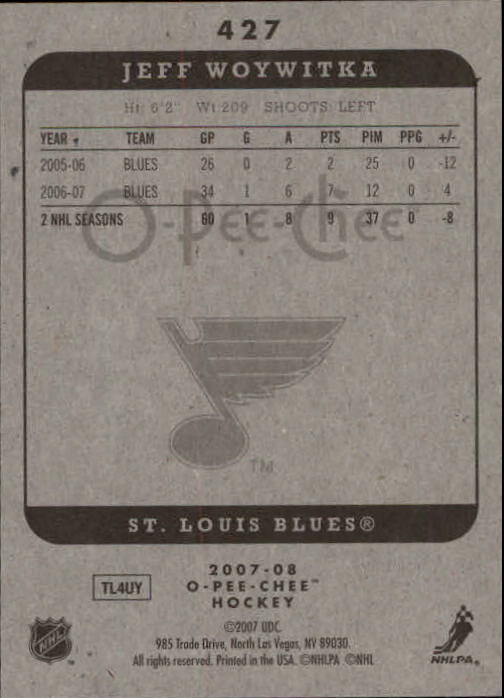 427
JEFF WOYWITKA
Ht: 6'2" Wt: 209 SHOOTS: LEFT
YEAR TEAM GP G A PTS PIM PPG +/-
2005-06 BLUES 26 0 2 2 25 0 -12
2006-07 BLUES 34 1 6 7 12 0 4
2 NHL SEASONS 60 1 8 9 37 0 -8
O-Pee-Chee
TM
ST. LOUIS BLUES®
2007-08
TL4UY O-PEE-CHEE™
HOCKEY
©2007 UDC.
985 Trade Drive, North Las Vegas, NV 89030.
All rights reserved. Printed in the USA. ©NHLPA ©NHL
NHL
NHLPA®